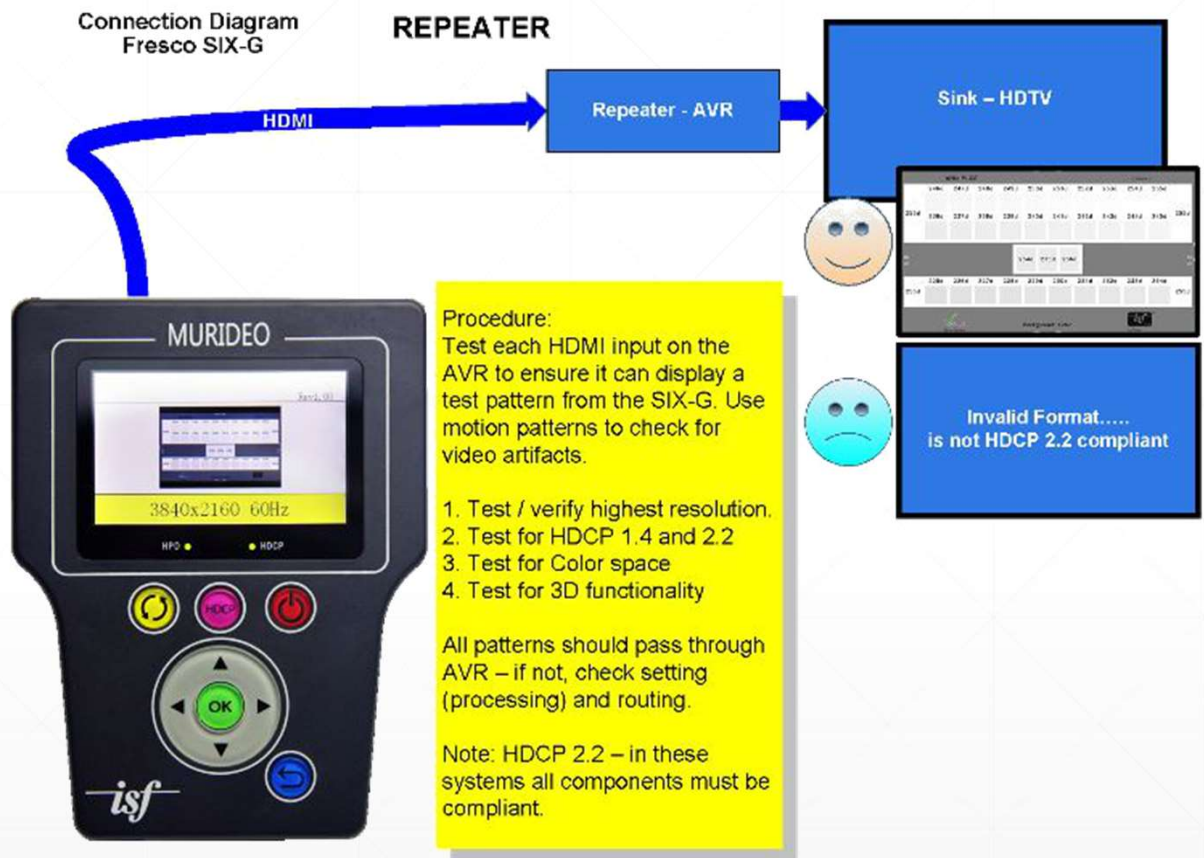 Connection Diagram
Fresco SIX-G
REPEATER
HDMI
Repeater - AVR
Sink – HDTV
MURIDEO
Rev1.00
3840x2160 60Hz
HPD
HDCP
HDCP
OK
isf
Procedure:
Test each HDMI input on the
AVR to ensure it can display a
test pattern from the SIX-G. Use
motion patterns to check for
video artifacts.
1. Test / verify highest resolution.
2. Test for HDCP 1.4 and 2.2
3. Test for Color space
4. Test for 3D functionality
All patterns should pass through
AVR – if not, check setting
(processing) and routing.
Note: HDCP 2.2 – in these
systems all components must be
compliant.
Invalid Format.....
is not HDCP 2.2 compliant